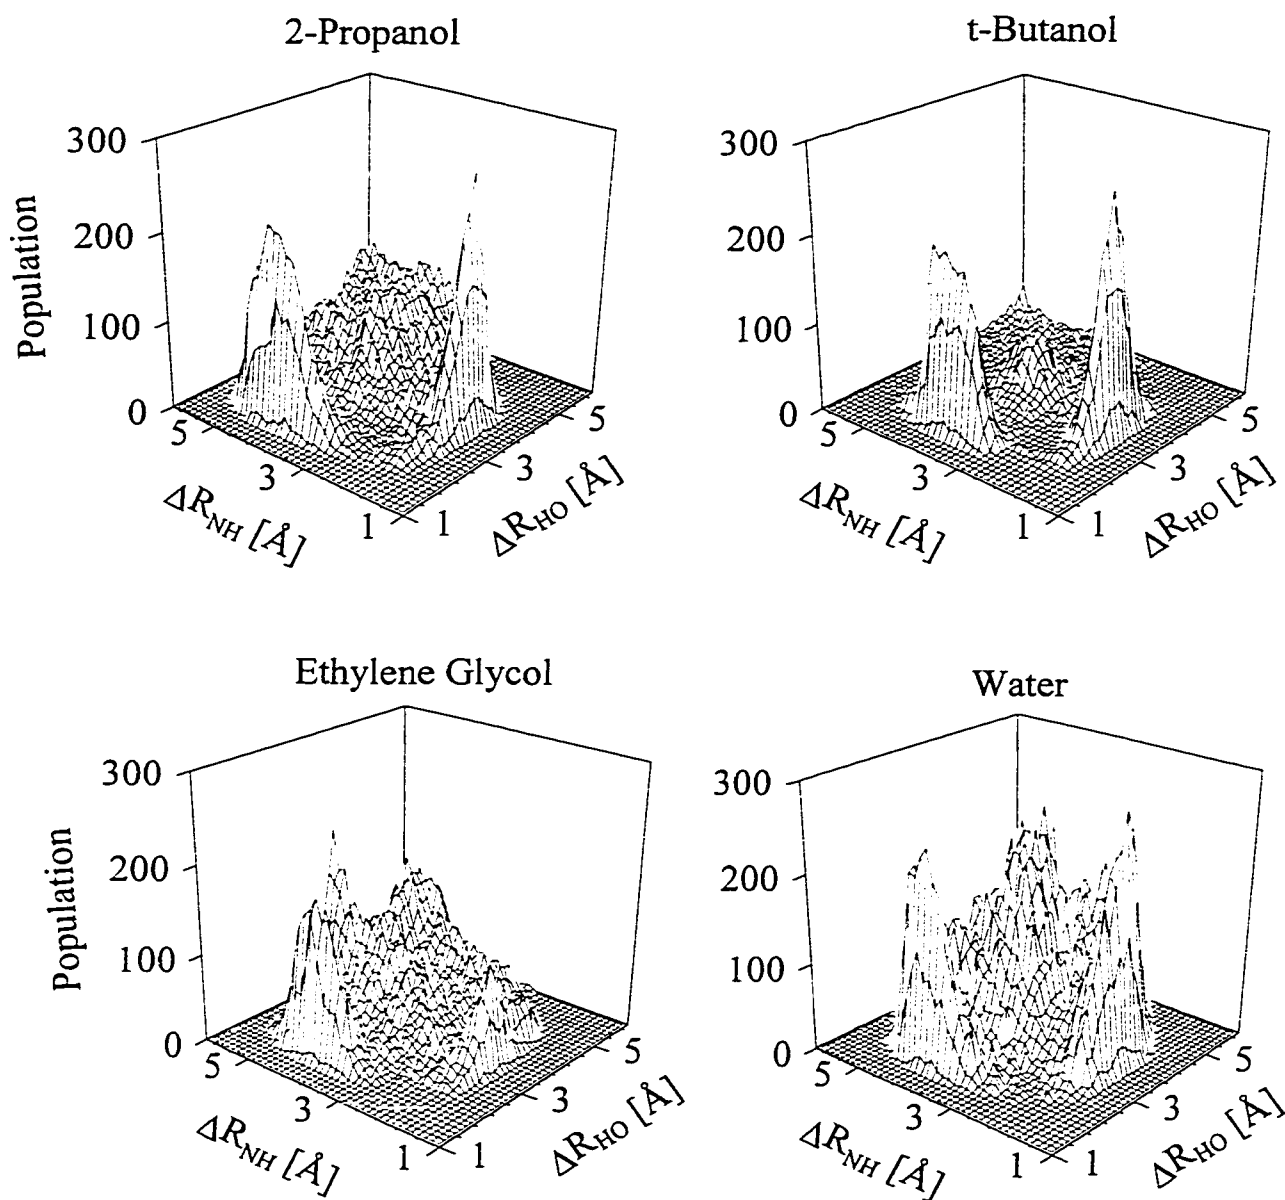 2-Propanol
t-Butanol
300
200
100
0
Population
5
3
1
ΔR_NH [Å]
1
3
5
ΔR_HO [Å]
300
200
100
0
5
3
1
ΔR_NH [Å]
1
3
5
ΔR_HO [Å]
Ethylene Glycol
Water
300
200
100
0
Population
5
3
1
ΔR_NH [Å]
1
3
5
ΔR_HO [Å]
300
200
100
0
5
3
1
ΔR_NH [Å]
1
3
5
ΔR_HO [Å]